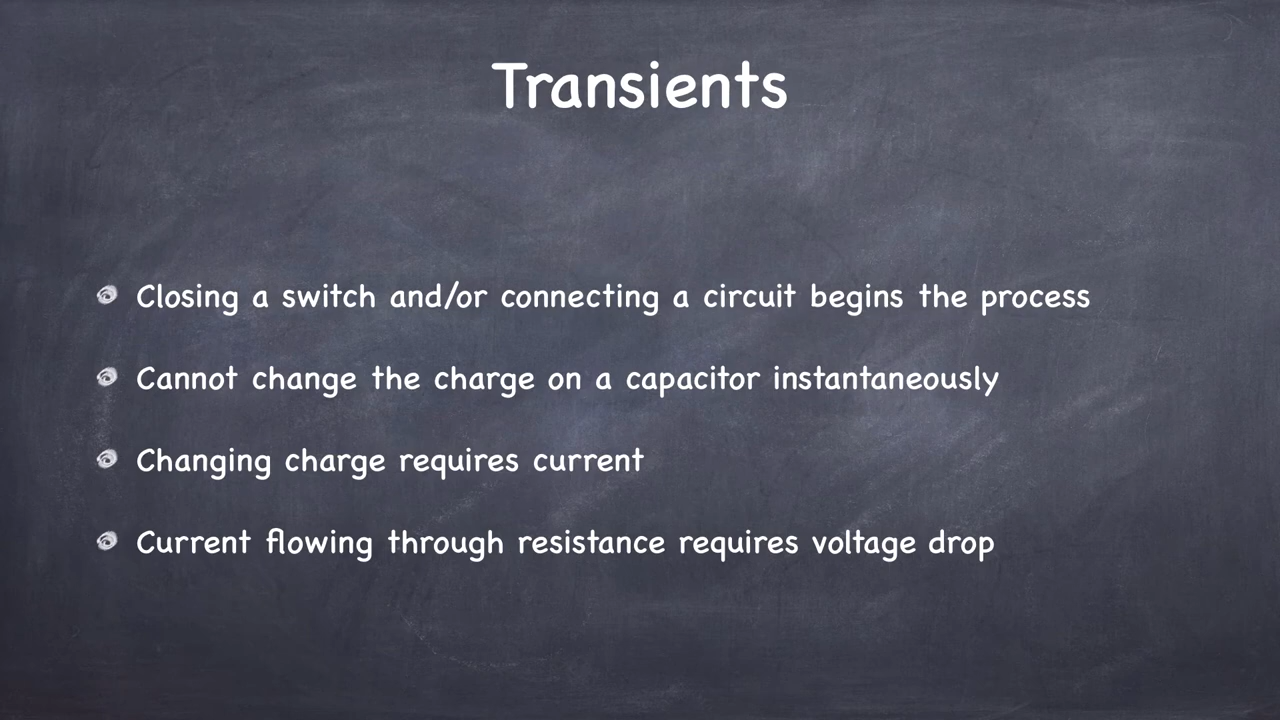 Transients
Closing a switch and/or connecting a circuit begins the process
Cannot change the charge on a capacitor instantaneously
Changing charge requires current
Current flowing through resistance requires voltage drop